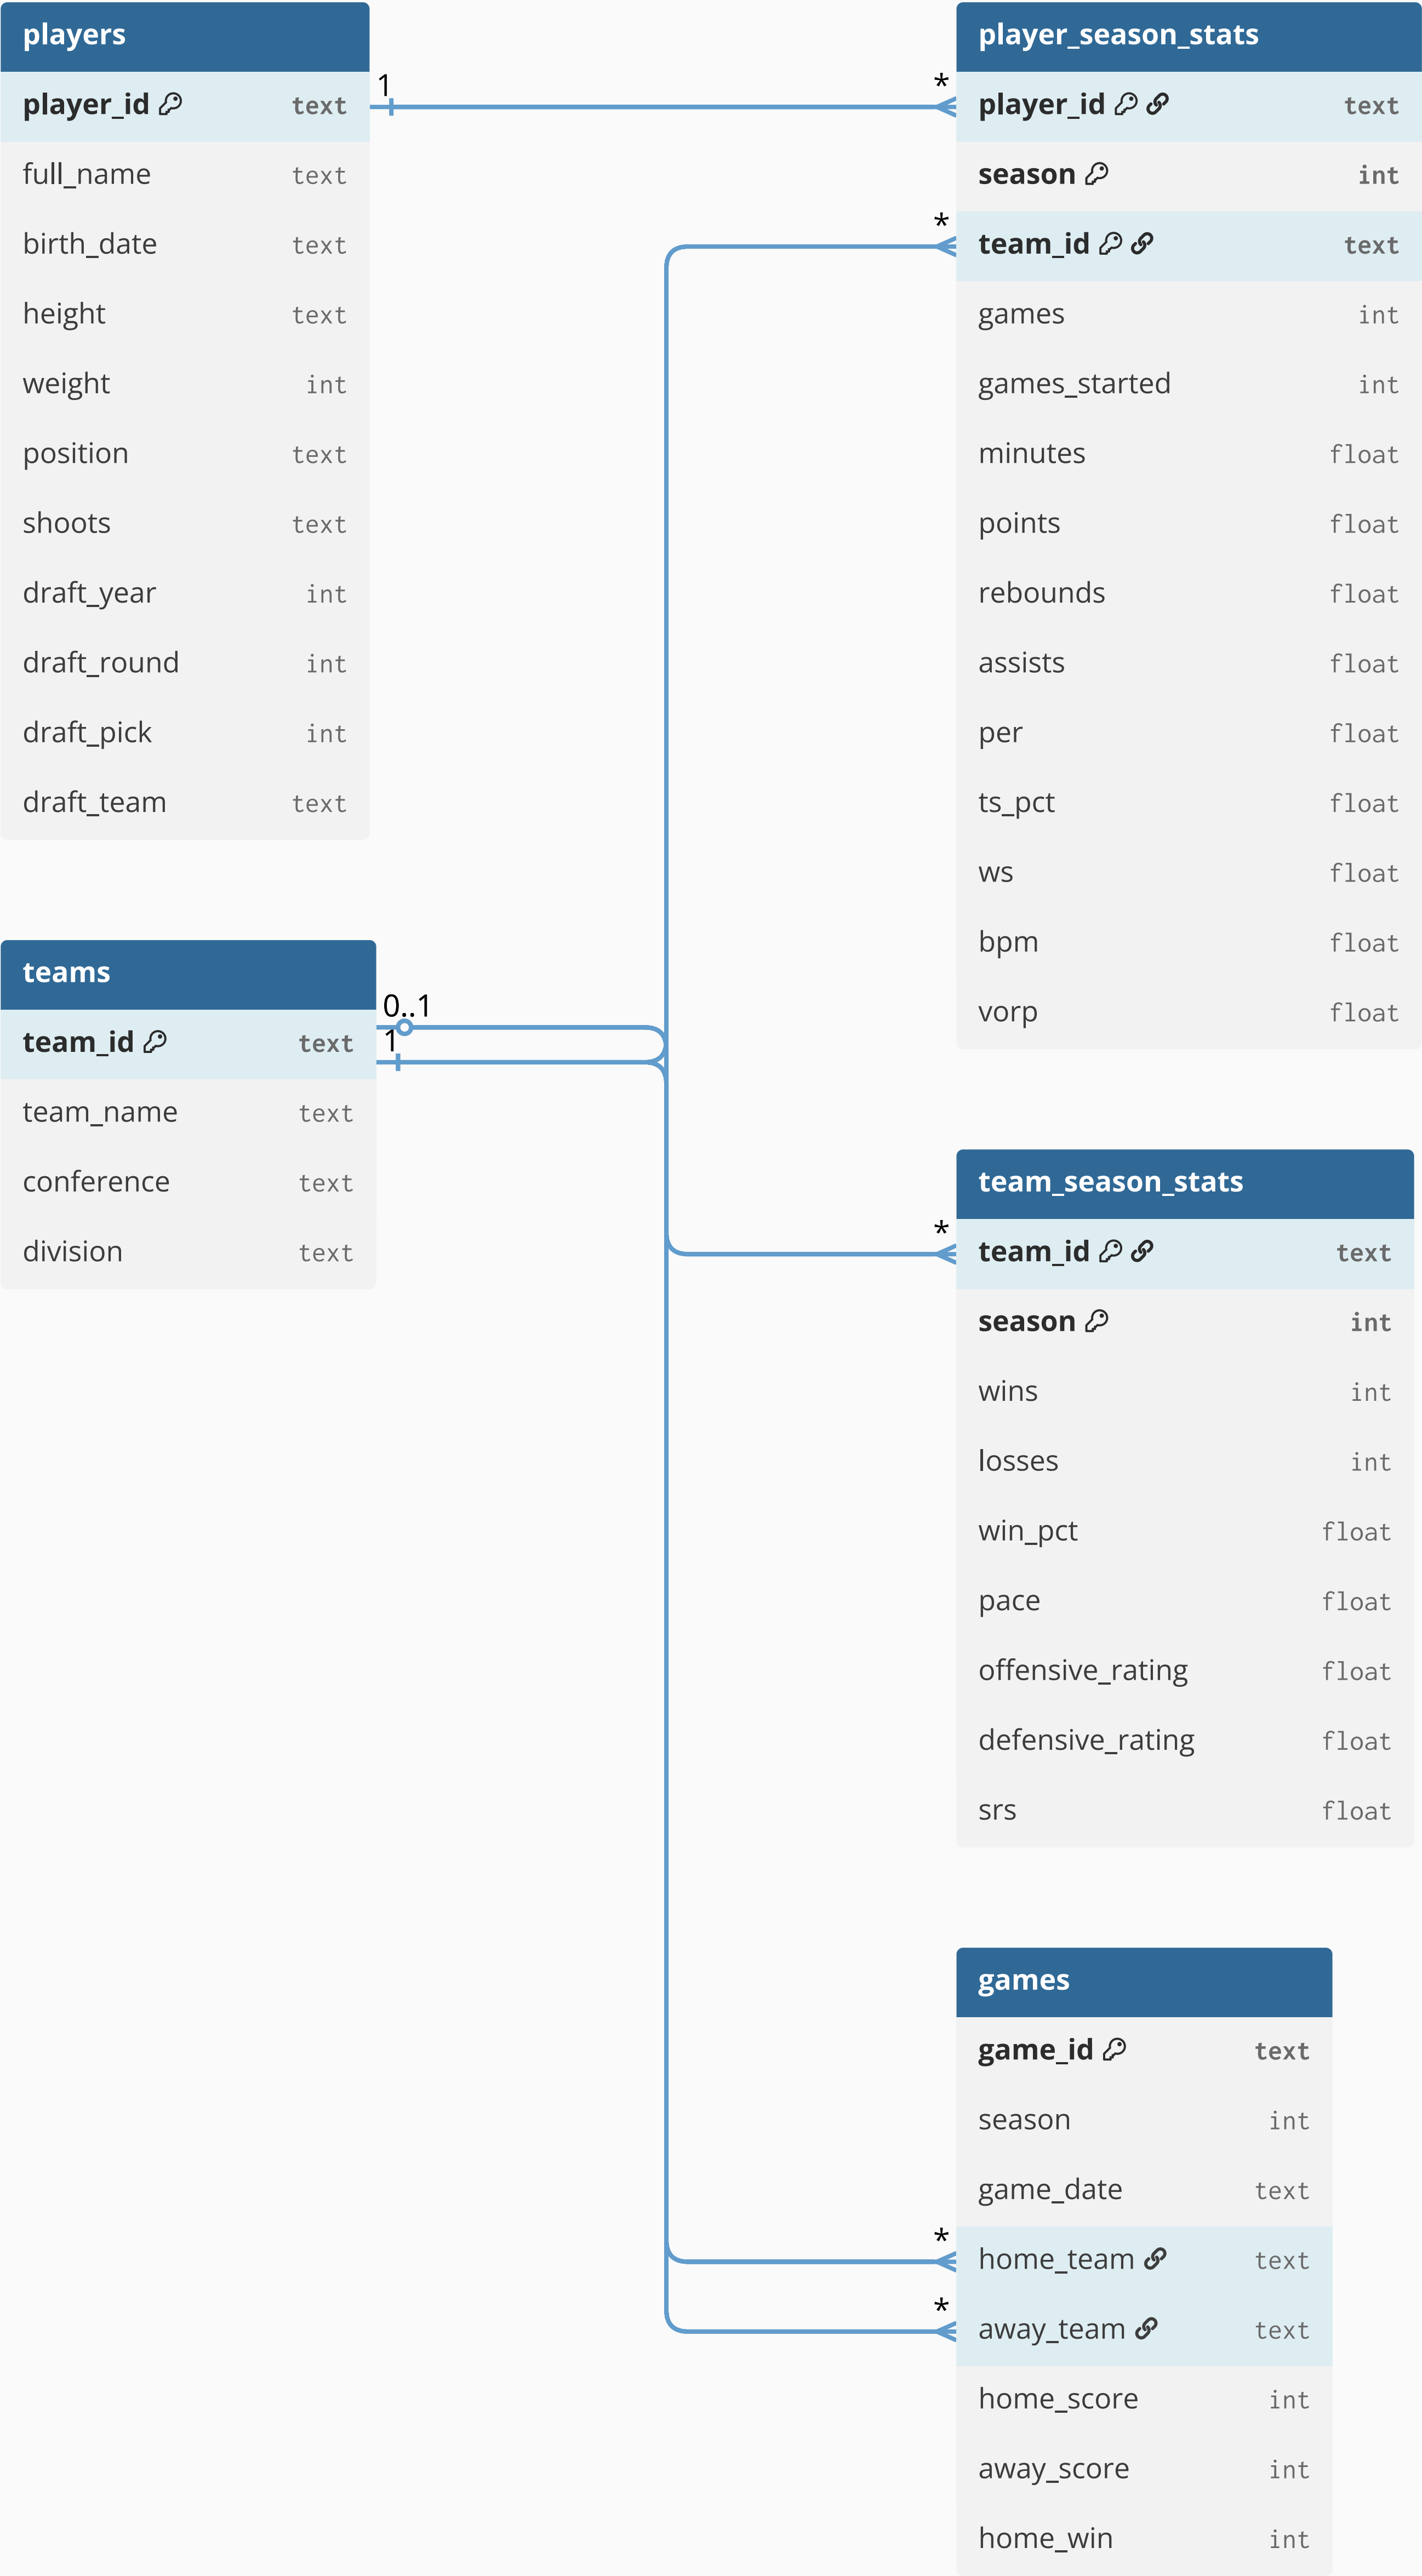 players
player_id text
full_name text
birth_date text
height text
weight int
position text
shoots text
draft_year int
draft_round int
draft_pick int
draft_team text
1
*
player_season_stats
player_id text
season int
*
team_id text
games int
games_started int
minutes float
points float
rebounds float
assists float
per float
ts_pct float
ws float
bpm float
vorp float
teams
team_id text
team_name text
conference text
division text
0..1
1
team_season_stats
*
team_id text
season int
wins int
losses int
win_pct float
pace float
offensive_rating float
defensive_rating float
srs float
games
game_id text
season int
game_date text
*
home_team text
*
away_team text
home_score int
away_score int
home_win int